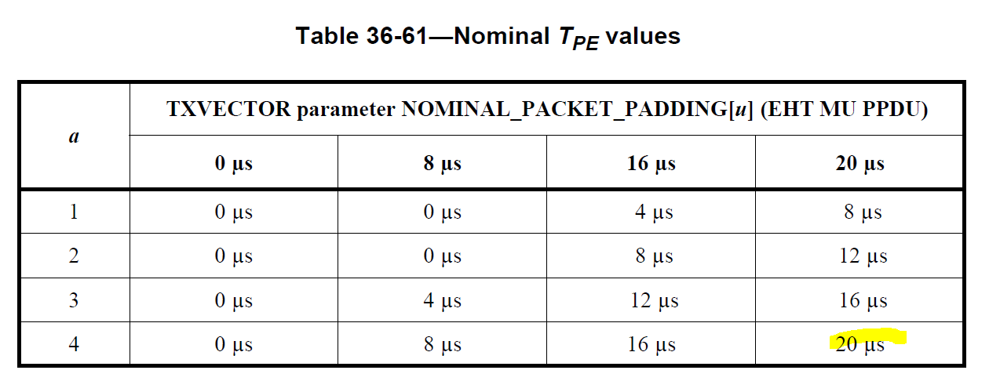 Table 36-61—Nominal TPE values
a
TXVECTOR parameter NOMINAL_PACKET_PADDING[u] (EHT MU PPDU)
0 µs 8 µs 16 µs 20 µs
1 0 µs 0 µs 4 µs 8 µs
2 0 µs 0 µs 8 µs 12 µs
3 0 µs 4 µs 12 µs 16 µs
4 0 µs 8 µs 16 µs 20 µs